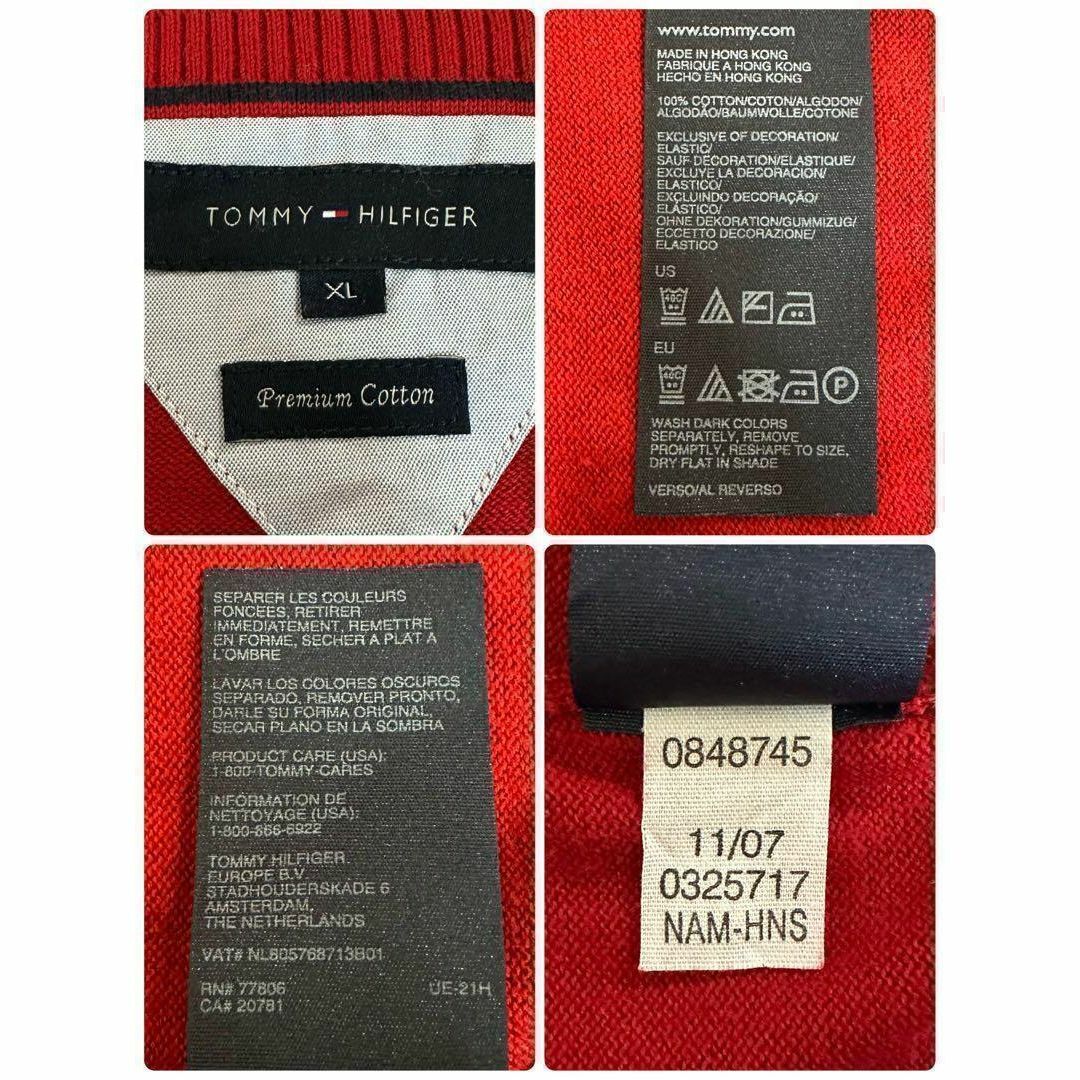 TOMMY HILFIGER
XL
Premium Cotton
www.tommy.com
MADE IN HONG KONG
FABRIQUE A HONG KONG
HECHO EN HONG KONG
100% COTTON/COTON/ALGODON/
ALGODÃO/BAUMWOLLE/COTONE
EXCLUSIVE OF DECORATION/
ELASTIC/
SAUF DECORATION/ELASTIQUE/
EXCLUYE LA DECORACION/
ELASTICO/
EXCLUINDO DECORAÇÃO/
ELÁSTICO/
OHNE DEKORATION/GUMMIZUG/
ECCETTO DECORAZIONE/
ELASTICO
US
40C
EU
40C
P
WASH DARK COLORS
SEPARATELY, REMOVE
PROMPTLY, RESHAPE TO SIZE,
DRY FLAT IN SHADE
VERSO/AL REVERSO
SEPARER LES COULEURS
FONCEES, RETIRER
IMMEDIATEMENT, REMETTRE
EN FORME, SECHER A PLAT A
L'OMBRE
LAVAR LOS COLORES OSCUROS
SEPARADO, REMOVER PRONTO,
DARLE SU FORMA ORIGINAL,
SECAR PLANO EN LA SOMBRA
PRODUCT CARE (USA):
1-800-TOMMY-CARES
INFORMATION DE
NETTOYAGE (USA):
1-800-866-6922
TOMMY HILFIGER
EUROPE B.V.
STADHOUDERSKADE 6
AMSTERDAM,
THE NETHERLANDS
VAT# NL805768713B01
RN# 77806 UE-21H
CA# 20781
0848745
11/07
0325717
NAM-HNS